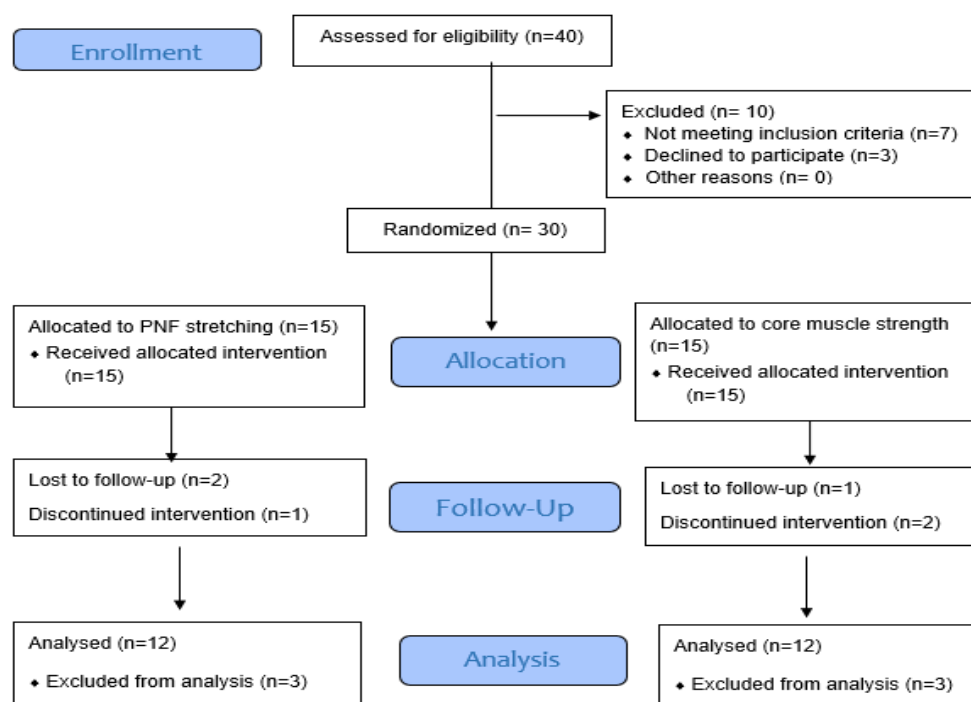 Enrollment
Assessed for eligibility (n=40)
Excluded (n= 10)
⬥ Not meeting inclusion criteria (n=7)
⬥ Declined to participate (n=3)
⬥ Other reasons (n= 0)
Randomized (n= 30)
Allocated to PNF stretching (n=15)
⬥ Received allocated intervention
(n=15)
Allocation
Allocated to core muscle strength
(n=15)
⬥ Received allocated intervention
(n=15)
Lost to follow-up (n=2)
Discontinued intervention (n=1)
Follow-Up
Lost to follow-up (n=1)
Discontinued intervention (n=2)
Analysed (n=12)
⬥ Excluded from analysis (n=3)
Analysis
Analysed (n=12)
⬥ Excluded from analysis (n=3)